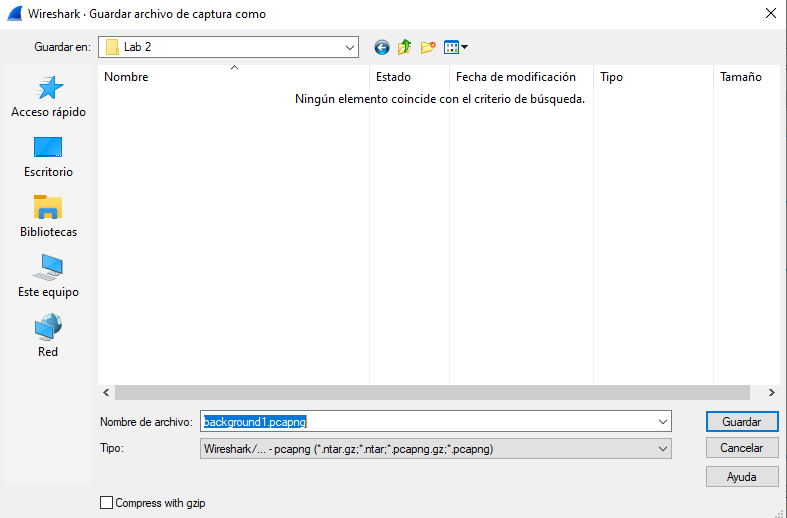 Wireshark · Guardar archivo de captura como
Guardar en:
Lab 2
Nombre
Estado
Fecha de modificación
Tipo
Tamaño
Ningún elemento coincide con el criterio de búsqueda.
Acceso rápido
Escritorio
Bibliotecas
Este equipo
Red
Nombre de archivo:
background1.pcapng
Guardar
Tipo:
Wireshark/... - pcapng (*.ntar.gz;*.ntar;*.pcapng.gz;*.pcapng)
Cancelar
Ayuda
Compress with gzip